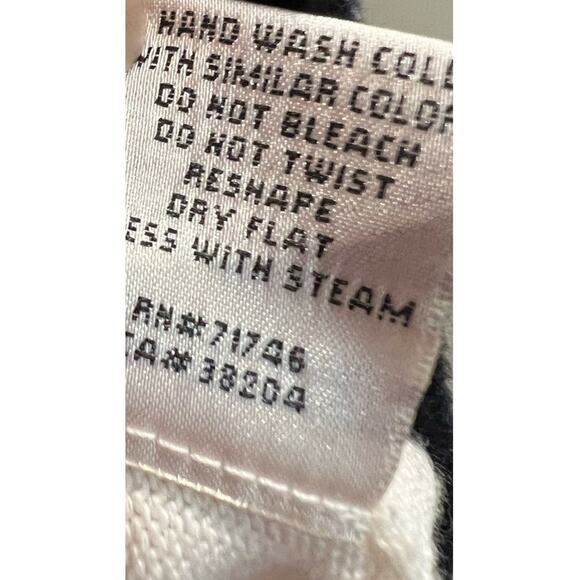 HAND WASH COL
WITH SIMILAR COLOR
DO NOT BLEACH
DO NOT TWIST
RESHAPE
DRY FLAT
ESS WITH STEAM
RN#71746
CA#38204